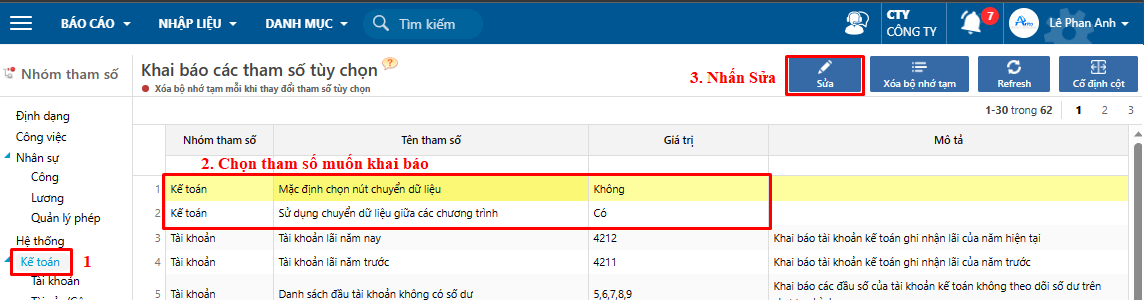 BÁO CÁO NHẬP LIỆU DANH MỤC Tìm kiếm CTY CÔNG TY 7 Lê Phan Anh
Nhóm tham số
Khai báo các tham số tùy chọn ?
Xóa bộ nhớ tạm mỗi khi thay đổi tham số tùy chọn
3. Nhấn Sửa
Sửa Xóa bộ nhớ tạm Refresh Cố định cột
1-30 trong 62 1 2 3
Định dạng
Công việc
Nhân sự
Công
Lương
Quản lý phép
Hệ thống
Kế toán 1
Tài khoản
Nhóm tham số Tên tham số Giá trị Mô tả
2. Chọn tham số muốn khai báo
1 Kế toán Mặc định chọn nút chuyển dữ liệu Không
2 Kế toán Sử dụng chuyển dữ liệu giữa các chương trình Có
3 Tài khoản Tài khoản lãi năm nay 4212 Khai báo tài khoản kế toán ghi nhận lãi của năm hiện tại
4 Tài khoản Tài khoản lãi năm trước 4211 Khai báo tài khoản kế toán ghi nhận lãi của năm trước
5 Tài khoản Danh sách đầu tài khoản không có số dư 5,6,7,8,9 Khai báo các đầu số của tài khoản kế toán không theo dõi số dư trên